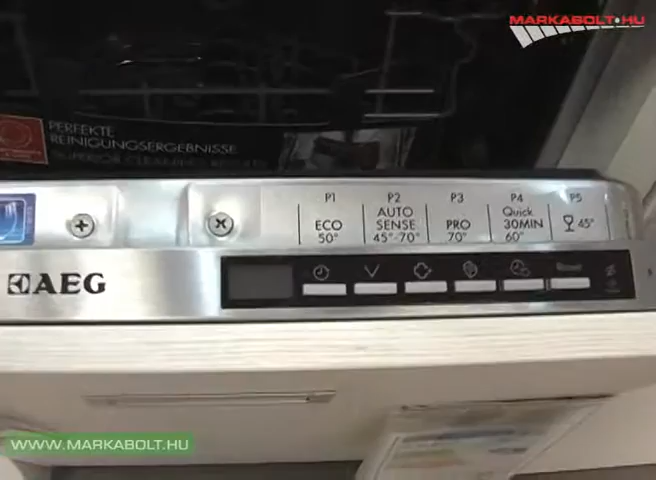 MARKABOLT.HU
PERFEKTE
REINIGUNGSERGEBNISSE
SUPERIOR CLEANING RESULTS
P1 P2 P3 P4 P5
ECO 50°
AUTO SENSE 45°-70°
PRO 70°
Quick 30MIN 60°
45°
AEG
WWW.MARKABOLT.HU